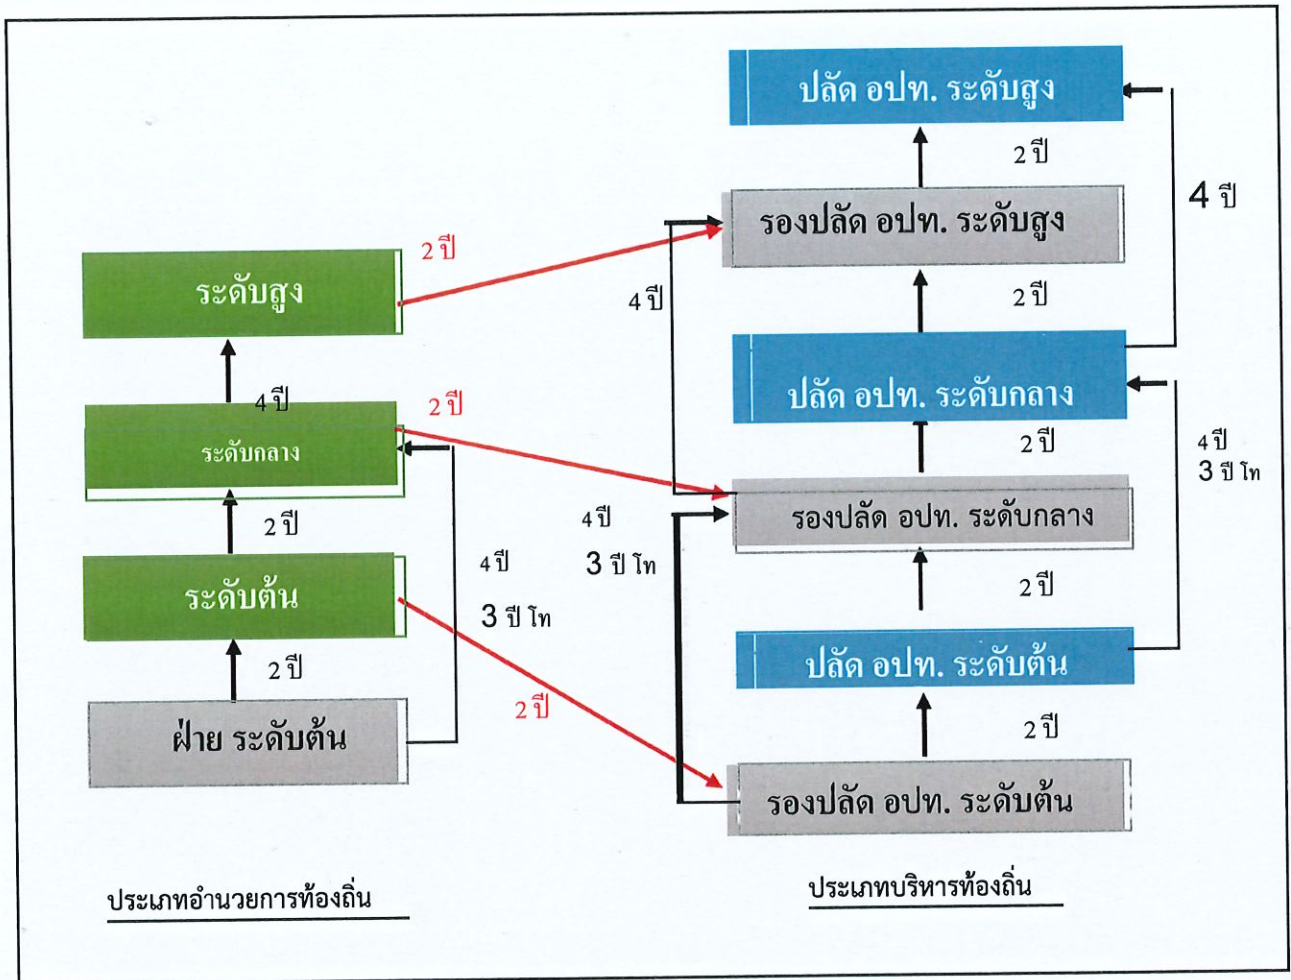 ปลัด อปท. ระดับสูง
2 ปี
4 ปี
รองปลัด อปท. ระดับสูง
2 ปี
ระดับสูง
4 ปี
2 ปี
ปลัด อปท. ระดับกลาง
4 ปี
2 ปี
ระดับกลาง
2 ปี
4 ปี
3 ปี โท
รองปลัด อปท. ระดับกลาง
2 ปี
4 ปี
3 ปี โท
4 ปี
3 ปี โท
ระดับต้น
2 ปี
ปลัด อปท. ระดับต้น
2 ปี
2 ปี
ฝ่าย ระดับต้น
2 ปี
รองปลัด อปท. ระดับต้น
ประเภทอำนวยการท้องถิ่น
ประเภทบริหารท้องถิ่น